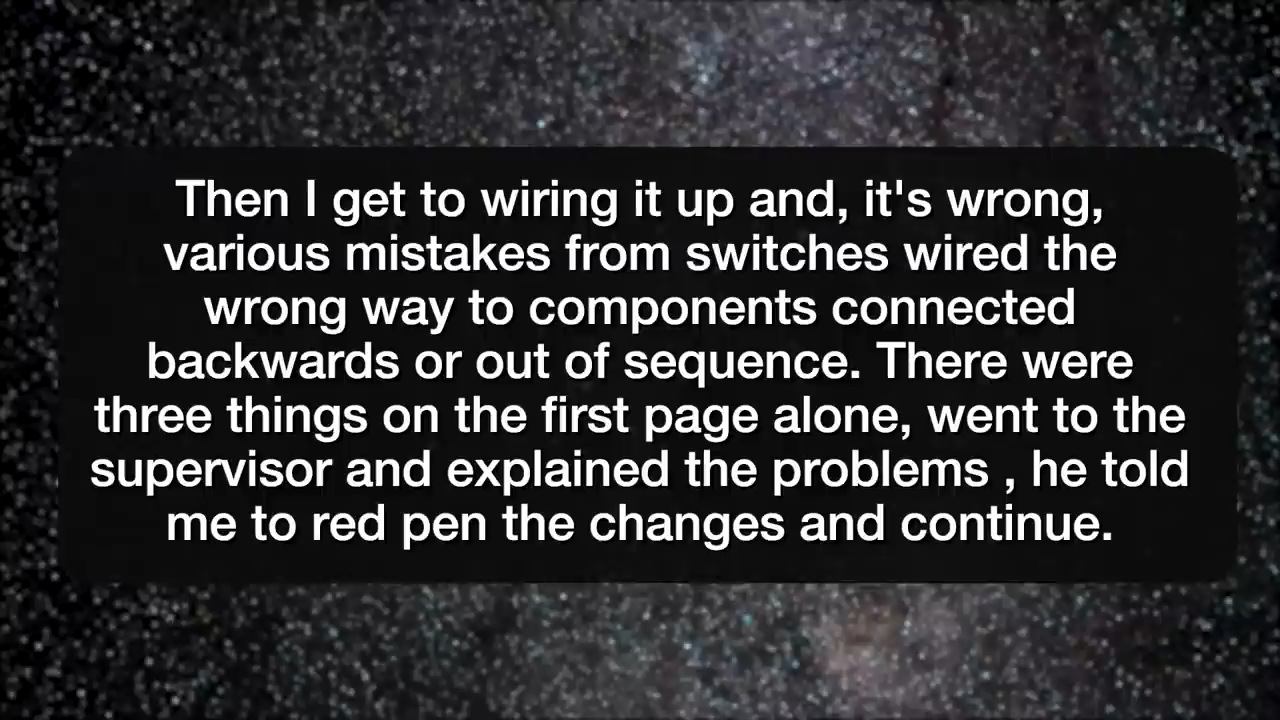 Then I get to wiring it up and, it's wrong,
various mistakes from switches wired the
wrong way to components connected
backwards or out of sequence. There were
three things on the first page alone, went to the
supervisor and explained the problems , he told
me to red pen the changes and continue.